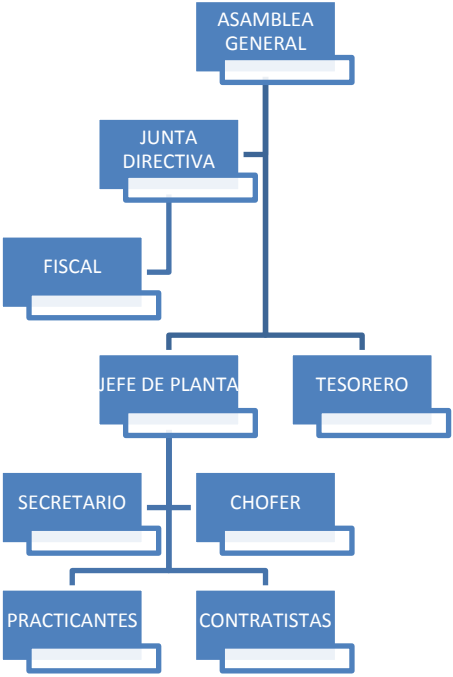 ASAMBLEA
GENERAL
JUNTA
DIRECTIVA
FISCAL
JEFE DE PLANTA
TESORERO
SECRETARIO
CHOFER
PRACTICANTES
CONTRATISTAS